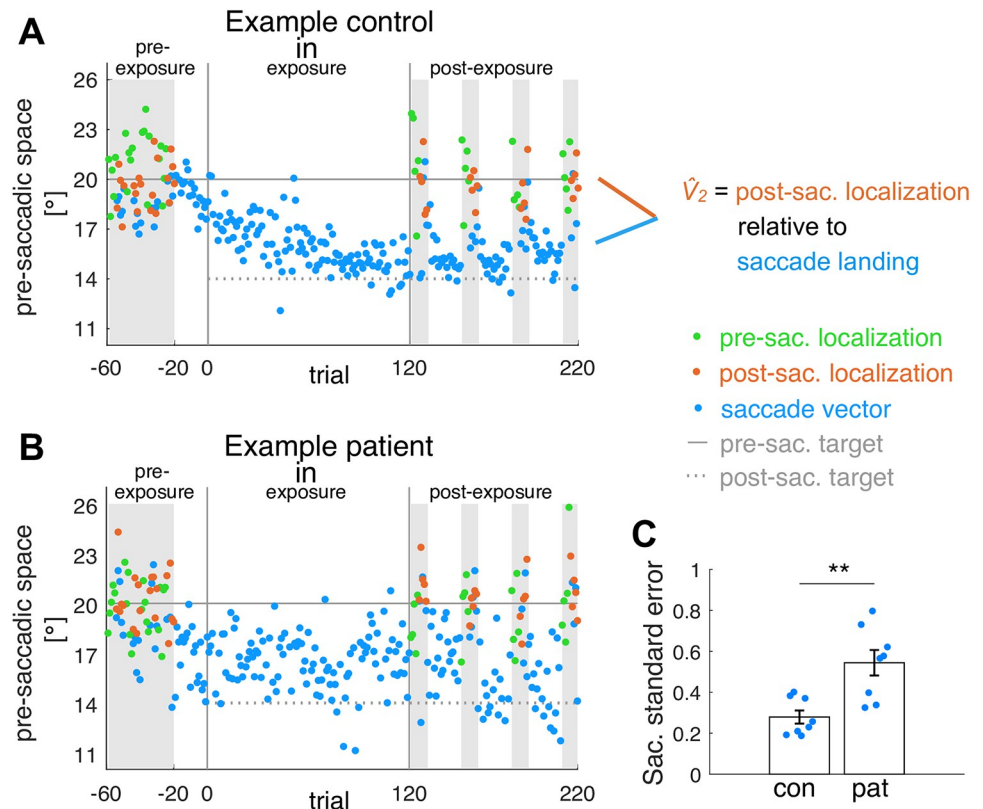 A
Example control
in
pre-
exposure
exposure
post-exposure
pre-saccadic space
[°]
26
23
20
17
14
11
-60
-20
0
120
220
trial
V̂2 = post-sac. localization
relative to
saccade landing
pre-sac. localization
post-sac. localization
saccade vector
pre-sac. target
post-sac. target
B
Example patient
in
pre-
exposure
exposure
post-exposure
pre-saccadic space
[°]
26
23
20
17
14
11
-60
-20
0
120
220
trial
C
Sac. standard error
1
0.8
0.6
0.4
0.2
0
**
con
pat